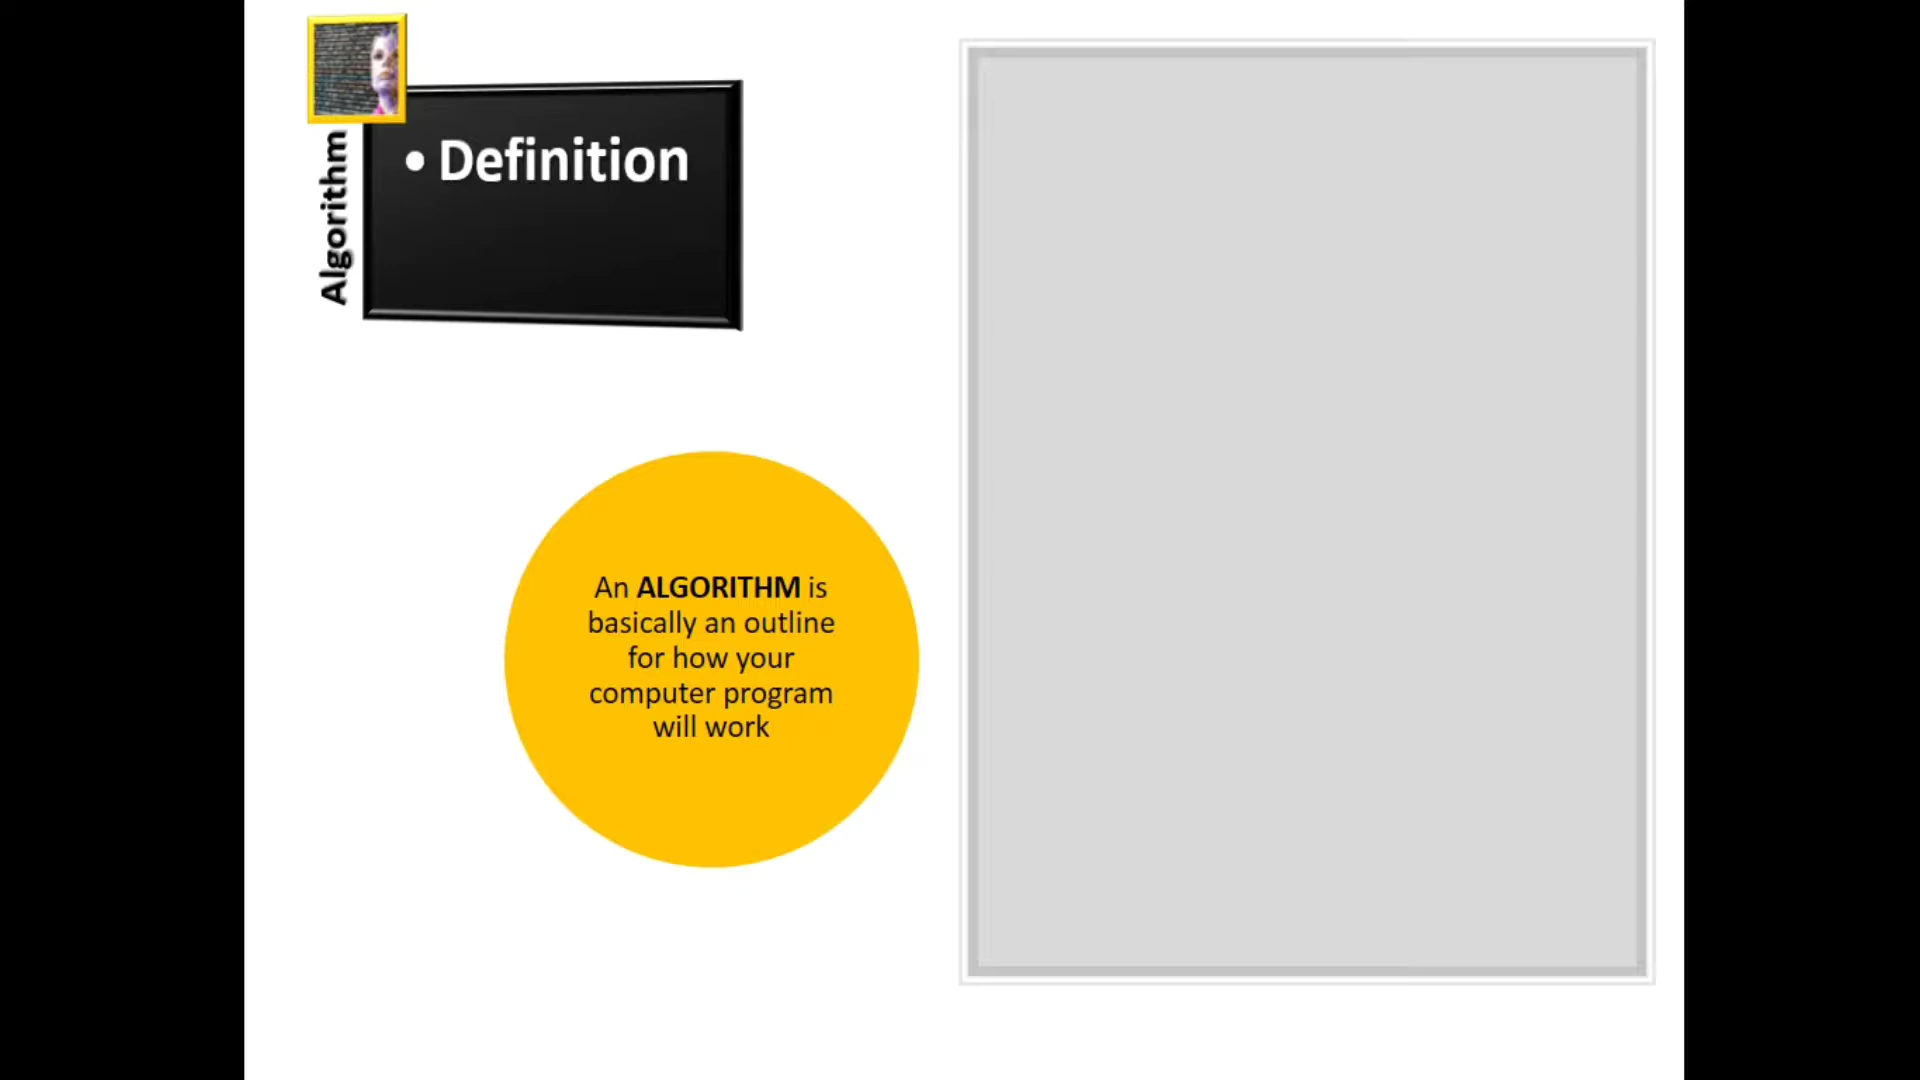 Algorithm
• Definition
An ALGORITHM is
basically an outline
for how your
computer program
will work